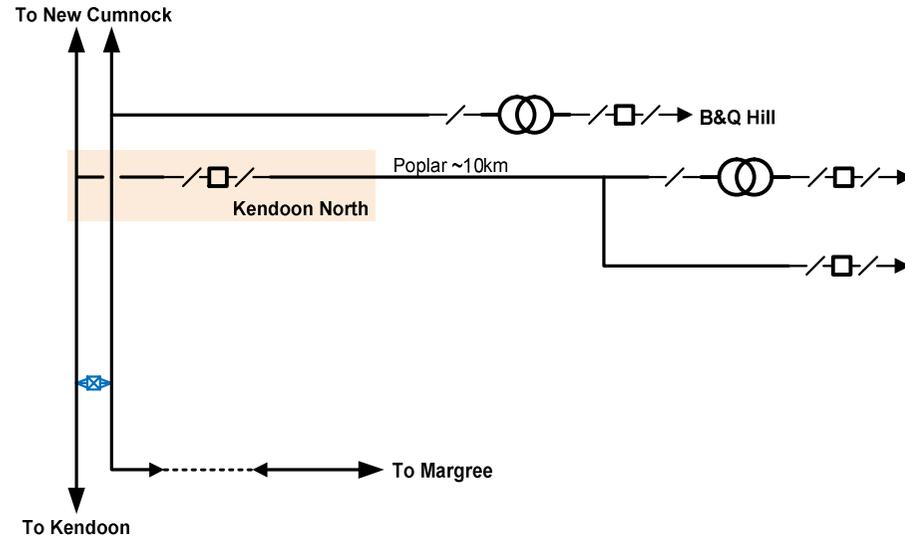 To New Cumnock
B&Q Hill
Poplar ~10km
Kendoon North
To Margree
To Kendoon